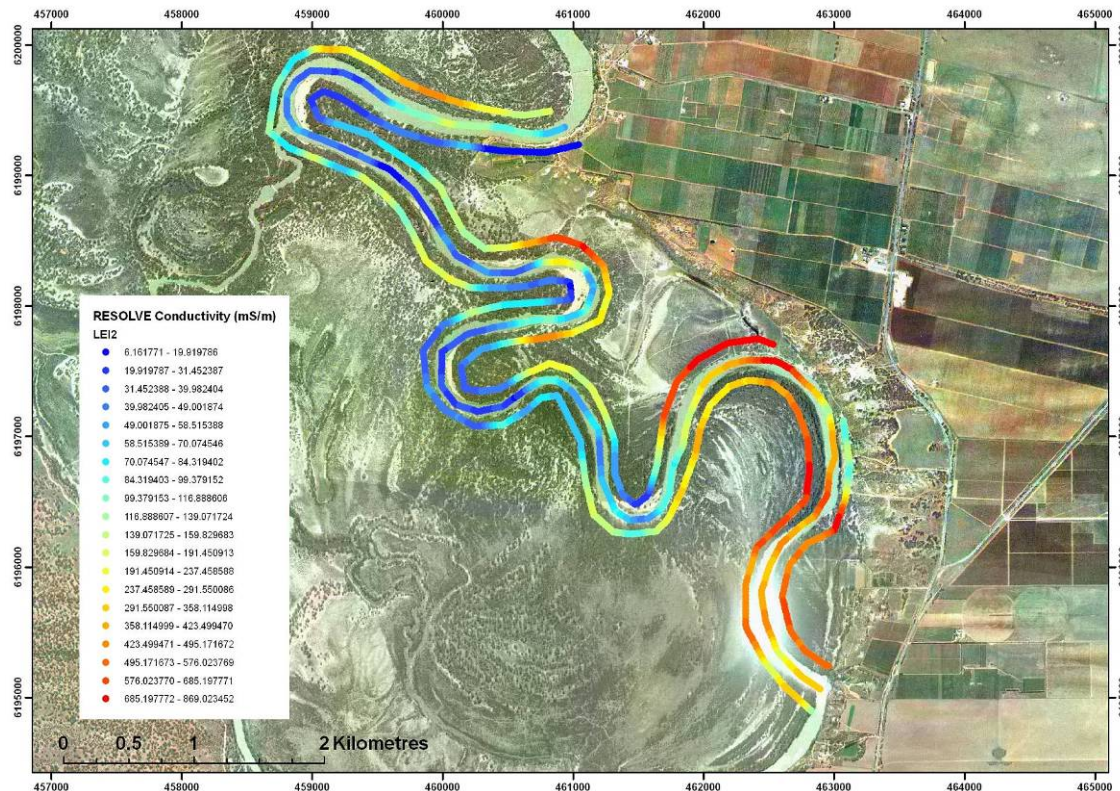 457000 458000 459000 460000 461000 462000 463000 464000 465000
6200000
6199000
6198000
6197000
6196000
6195000
RESOLVE Conductivity (mS/m)
LEI2
6.161771 - 19.919786
19.919787 - 31.452387
31.452388 - 39.982404
39.982405 - 49.001874
49.001875 - 58.515388
58.515389 - 70.074546
70.074547 - 84.319402
84.319403 - 99.379152
99.379153 - 116.888606
116.888607 - 139.071724
139.071725 - 159.829683
159.829684 - 191.450913
191.450914 - 237.458588
237.458589 - 291.550086
291.550087 - 358.114998
358.114999 - 423.499470
423.499471 - 495.171672
495.171673 - 576.023769
576.023770 - 685.197771
685.197772 - 869.023452
0 0.5 1 2 Kilometres
457000 458000 459000 460000 461000 462000 463000 464000 465000